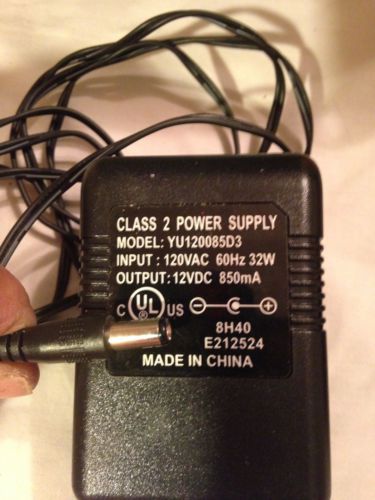 CLASS 2 POWER SUPPLY
MODEL: YU120085D3
INPUT : 120VAC 60Hz 32W
OUTPUT: 12VDC 850mA
C UL ® US
8H40
E212524
MADE IN CHINA